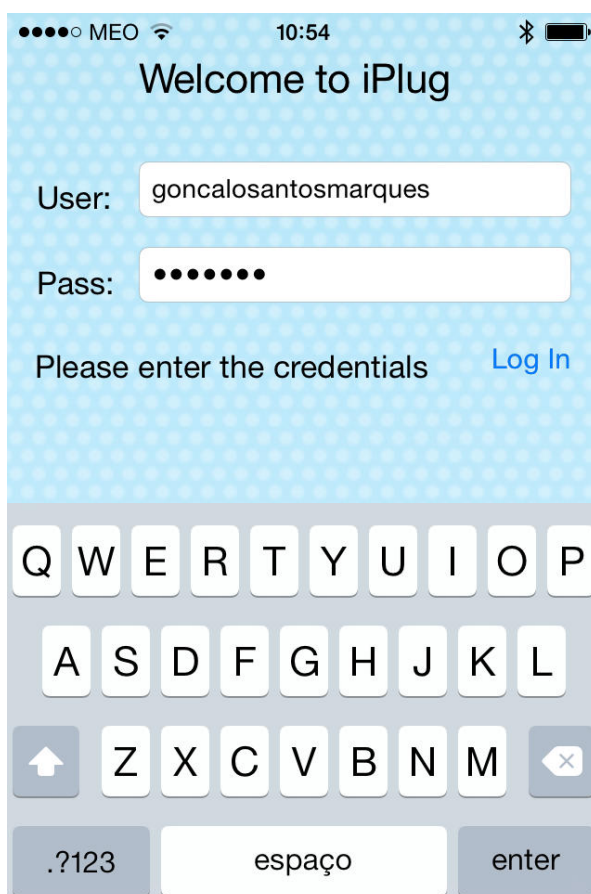 MEO 10:54
Welcome to iPlug
User: goncalosantosmarques
Pass: •••••••
Please enter the credentials Log In
Q W E R T Y U I O P
A S D F G H J K L
Z X C V B N M
.?123 espaço enter